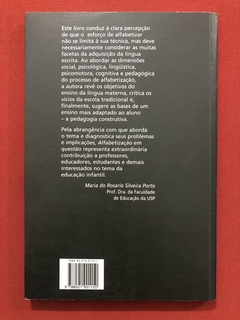 Este livro conduz à clara percepção
de que o esforço de alfabetizar
não se limita à sua técnica, mas deve
necessariamente considerar as muitas
facetas da aquisição da língua
escrita. Ao abordar as dimensões
social, psicológica, lingüística,
psicomotora, cognitiva e pedagógica
do processo de alfabetização,
a autora revê os objetivos do
ensino da língua materna, critica os
vícios da escola tradicional e,
finalmente, sugere as bases de um
ensino mais adaptado ao aluno
– a pedagogia construtiva.
Pela abrangência com que aborda
o tema e diagnostica seus problemas
e implicações, Alfabetização em
questão representa extraordinária
contribuição a professores,
educadores, estudantes e demais
interessados no tema da
educação infantil.
Maria do Rosario Silveira Porto
Prof. Dra. da Faculdade
de Educação da USP